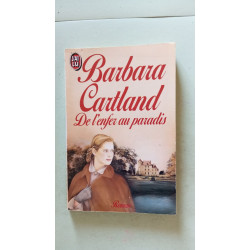 J'AI
LU
Barbara
Cartland
De l'enfer au paradis